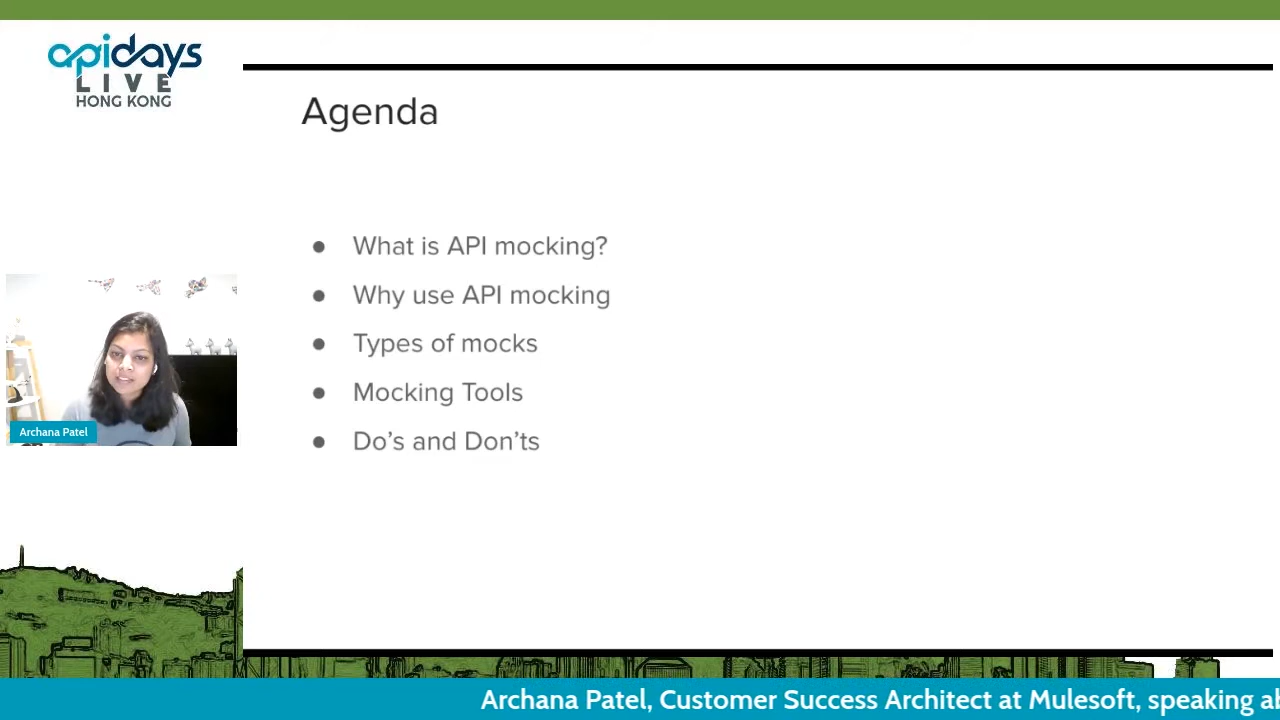 apidays
LIVE
HONG KONG
Agenda
● What is API mocking?
● Why use API mocking
● Types of mocks
● Mocking Tools
● Do’s and Don’ts
Archana Patel
Archana Patel, Customer Success Architect at Mulesoft, speaking ab